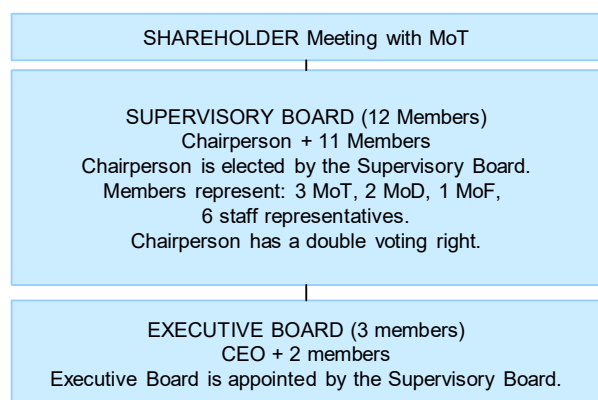 SHAREHOLDER Meeting with MoT
SUPERVISORY BOARD (12 Members)
Chairperson + 11 Members
Chairperson is elected by the Supervisory Board.
Members represent: 3 MoT, 2 MoD, 1 MoF,
6 staff representatives.
Chairperson has a double voting right.
EXECUTIVE BOARD (3 members)
CEO + 2 members
Executive Board is appointed by the Supervisory Board.